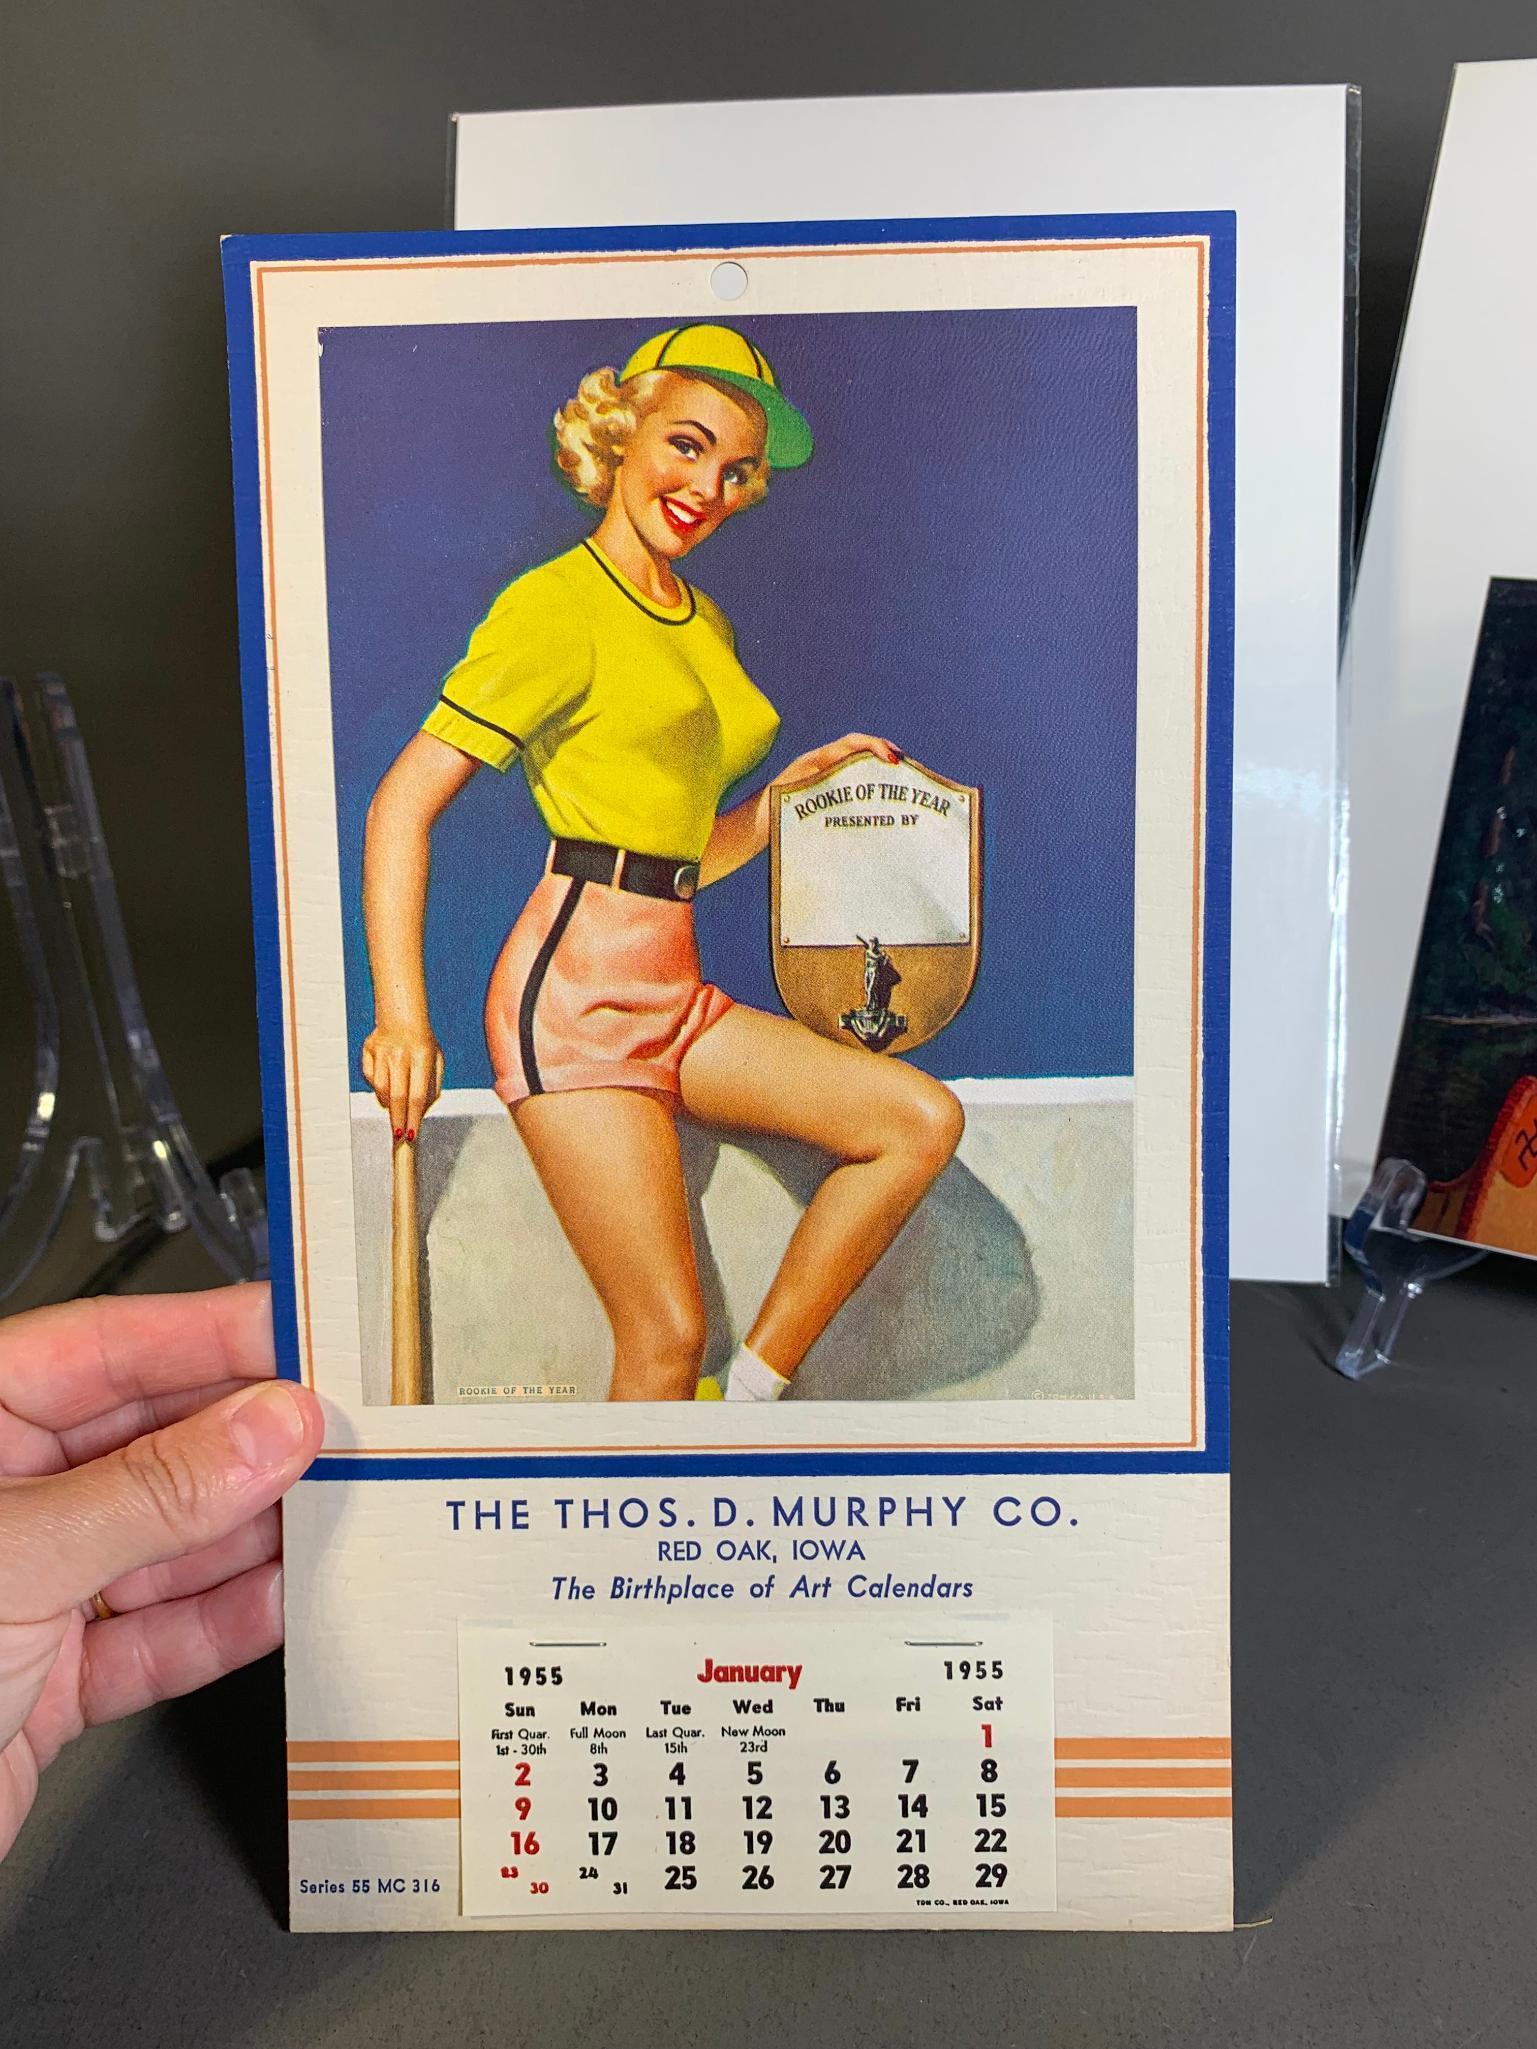 ROOKIE OF THE YEAR
PRESENTED BY
ROOKIE OF THE YEAR
THE THOS. D. MURPHY CO.
RED OAK, IOWA
The Birthplace of Art Calendars
1955 January 1955
Sun Mon Tue Wed Thu Fri Sat
First Quar. Full Moon Last Quar. New Moon
1st - 30th 8th 15th 23rd
1
2 3 4 5 6 7 8
9 10 11 12 13 14 15
16 17 18 19 20 21 22
23 30 24 31 25 26 27 28 29
TDM CO., RED OAK, IOWA
Series 55 MC 316